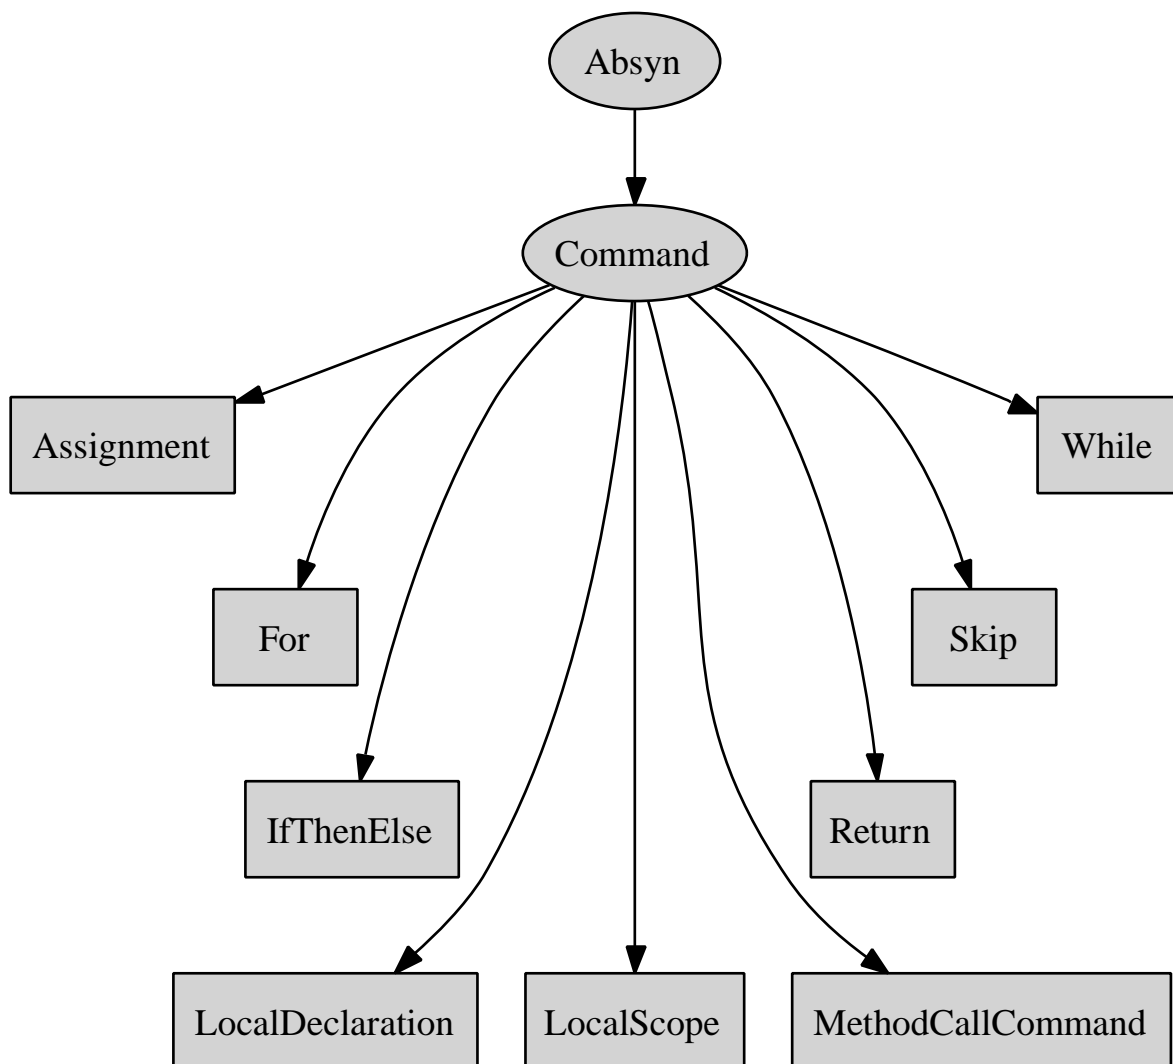 Absyn
Command
Assignment
While
For
Skip
IfThenElse
Return
LocalDeclaration
LocalScope
MethodCallCommand